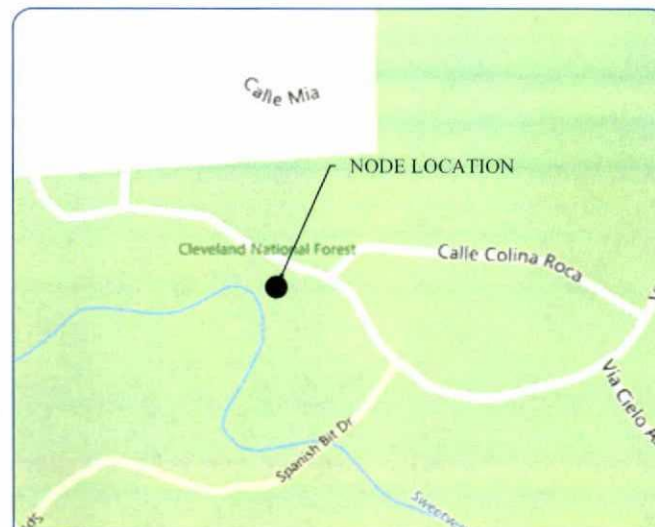 Calle Mia
NODE LOCATION
Cleveland National Forest
Calle Colina Roca
Via Cielo
Spanish Bit Dr